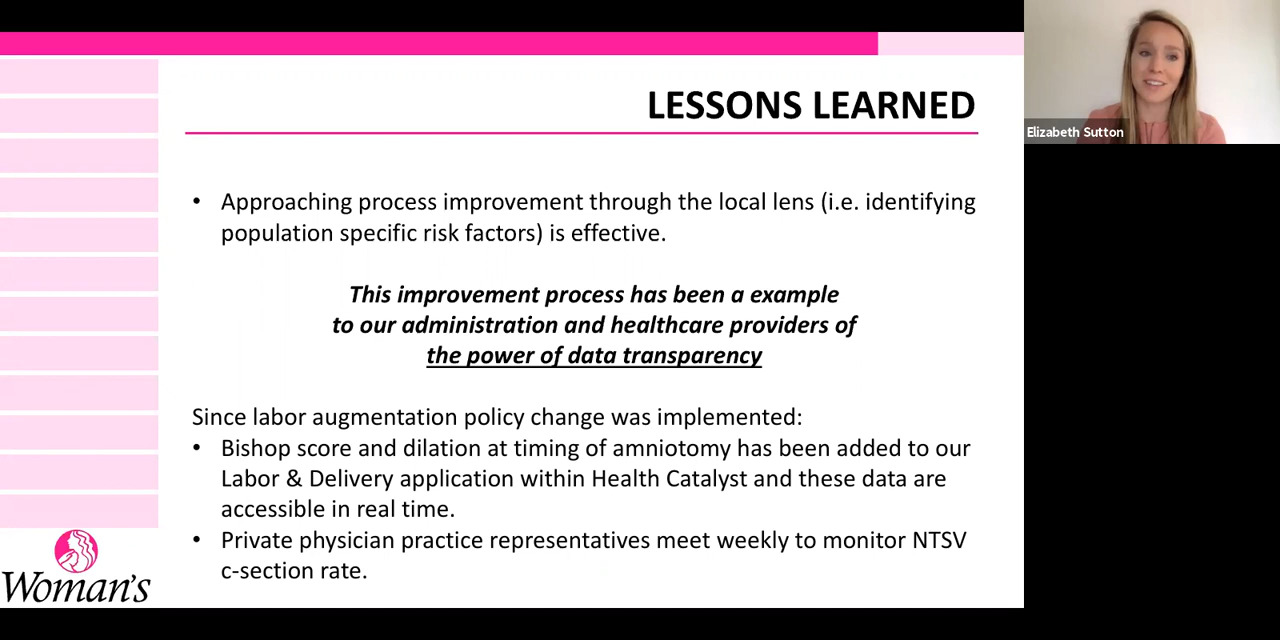 LESSONS LEARNED
Elizabeth Sutton
• Approaching process improvement through the local lens (i.e. identifying
population specific risk factors) is effective.
This improvement process has been a example
to our administration and healthcare providers of
the power of data transparency
Since labor augmentation policy change was implemented:
• Bishop score and dilation at timing of amniotomy has been added to our
Labor & Delivery application within Health Catalyst and these data are
accessible in real time.
• Private physician practice representatives meet weekly to monitor NTSV
c-section rate.
Woman's